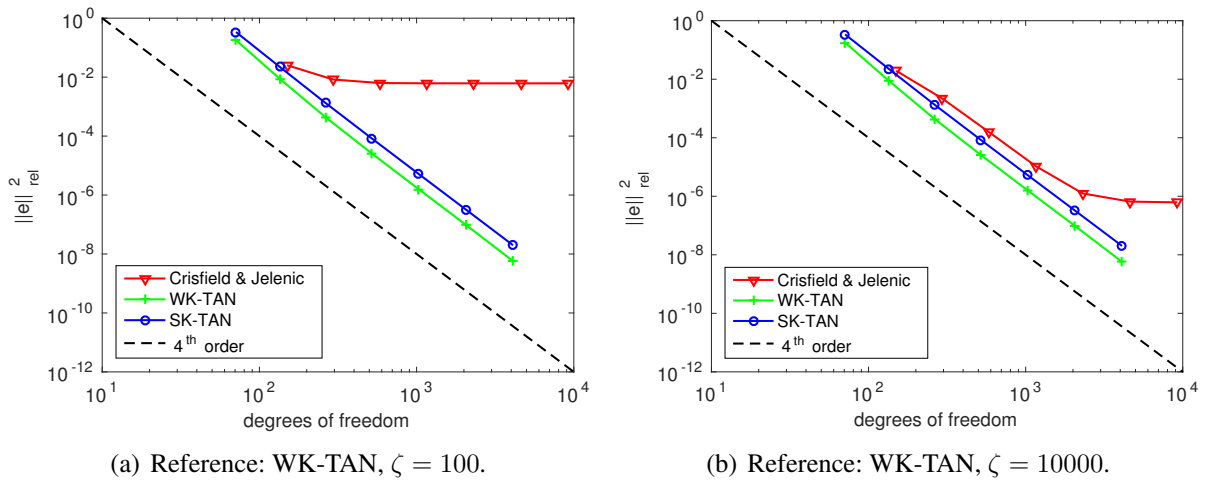 10^0
10^-2
10^-4
10^-6
10^-8
10^-10
10^-12
||e||^2_rel
Crisfield & Jelenic
WK-TAN
SK-TAN
4^th order
10^1 10^2 10^3 10^4
degrees of freedom
(a) Reference: WK-TAN, ζ = 100.
10^0
10^-2
10^-4
10^-6
10^-8
10^-10
10^-12
||e||^2_rel
Crisfield & Jelenic
WK-TAN
SK-TAN
4^th order
10^1 10^2 10^3 10^4
degrees of freedom
(b) Reference: WK-TAN, ζ = 10000.